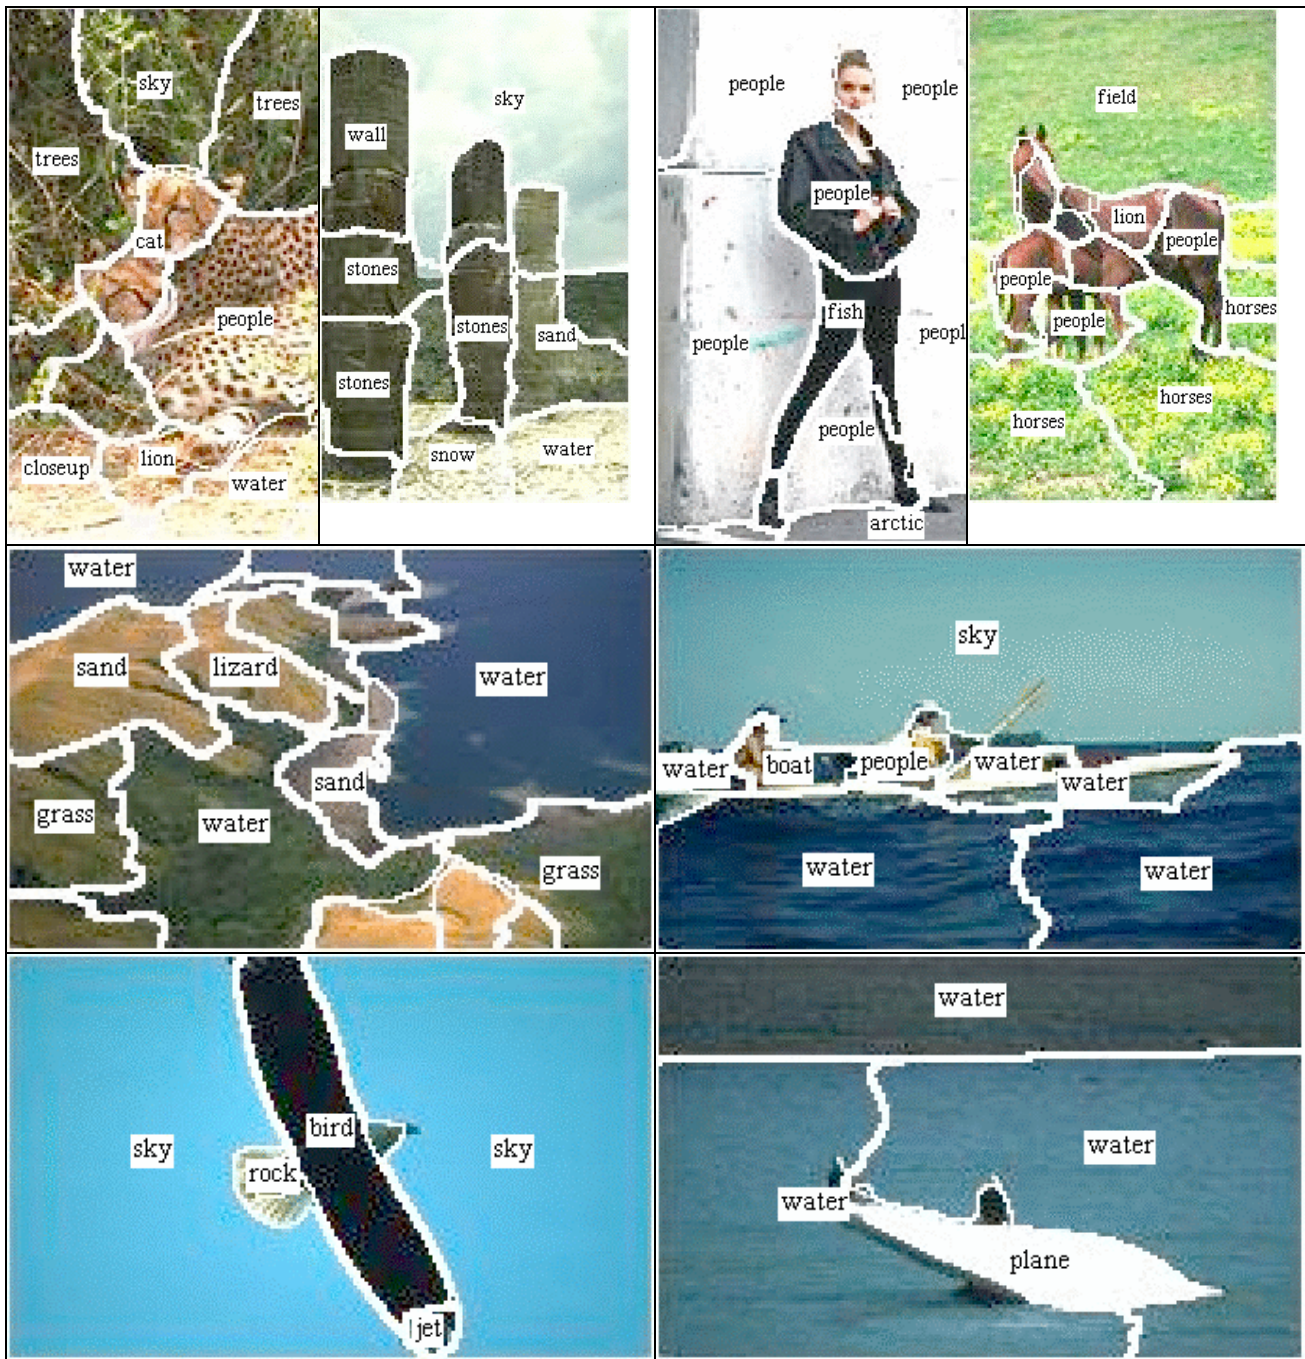 sky
trees
trees
cat
people
closeup
lion
water
sky
wall
stones
stones
sand
stones
snow
water
people
people
people
fish
people
peopl
people
arctic
field
lion
people
people
people
horses
horses
horses
water
sand
lizard
water
sand
grass
water
grass
sky
water
boat
people
water
water
water
water
sky
bird
rock
sky
jet
water
water
water
plane